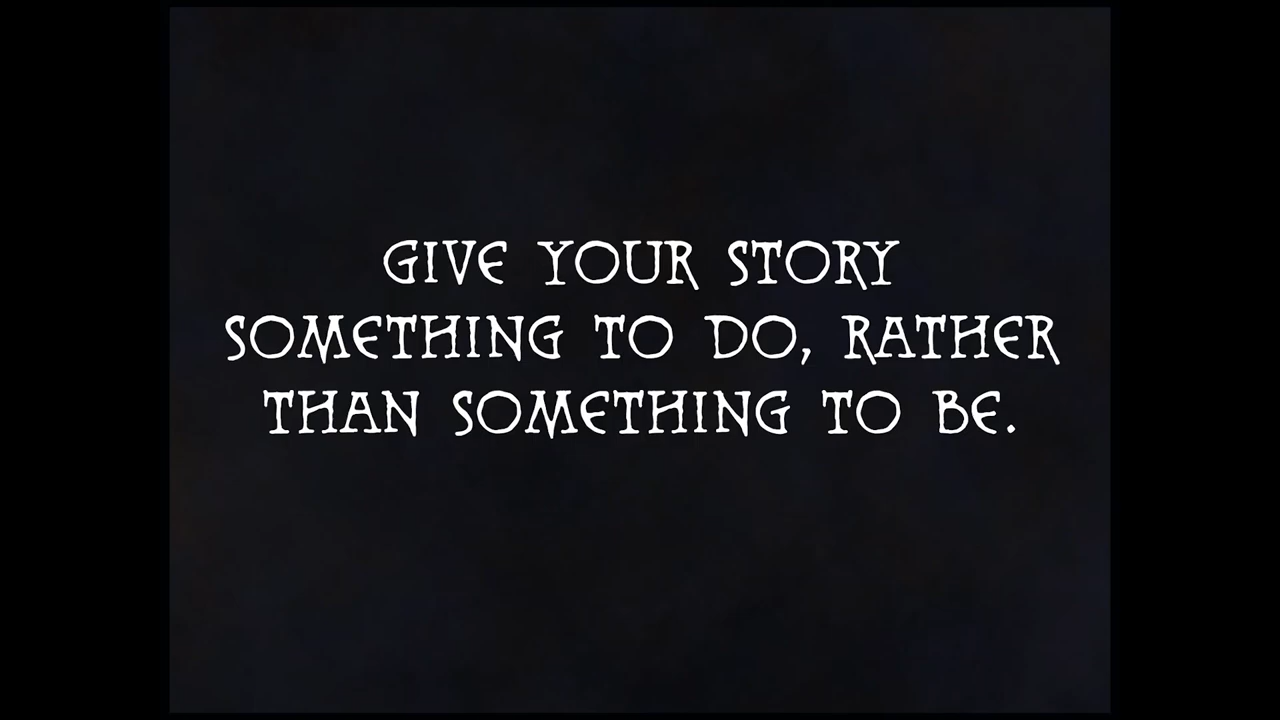 GIVE YOUR STORY
SOMETHING TO DO, RATHER
THAN SOMETHING TO BE.